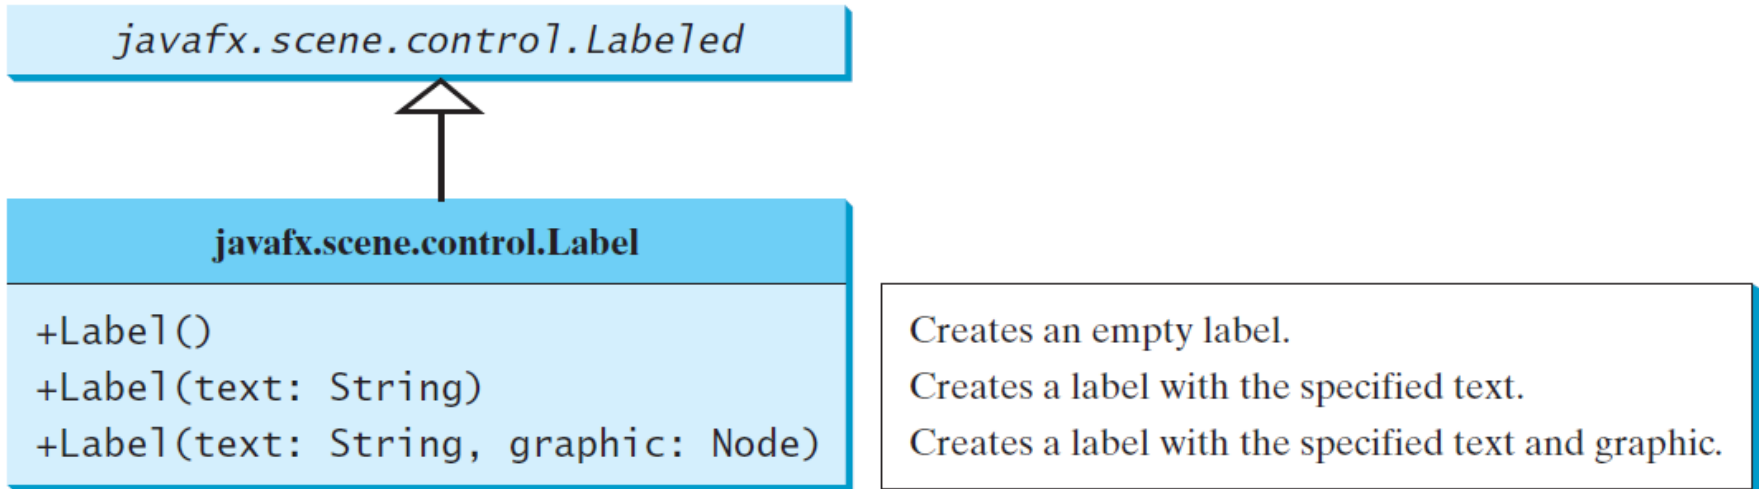 javafx.scene.control.Labeled
javafx.scene.control.Label
+Label()
+Label(text: String)
+Label(text: String, graphic: Node)
Creates an empty label.
Creates a label with the specified text.
Creates a label with the specified text and graphic.